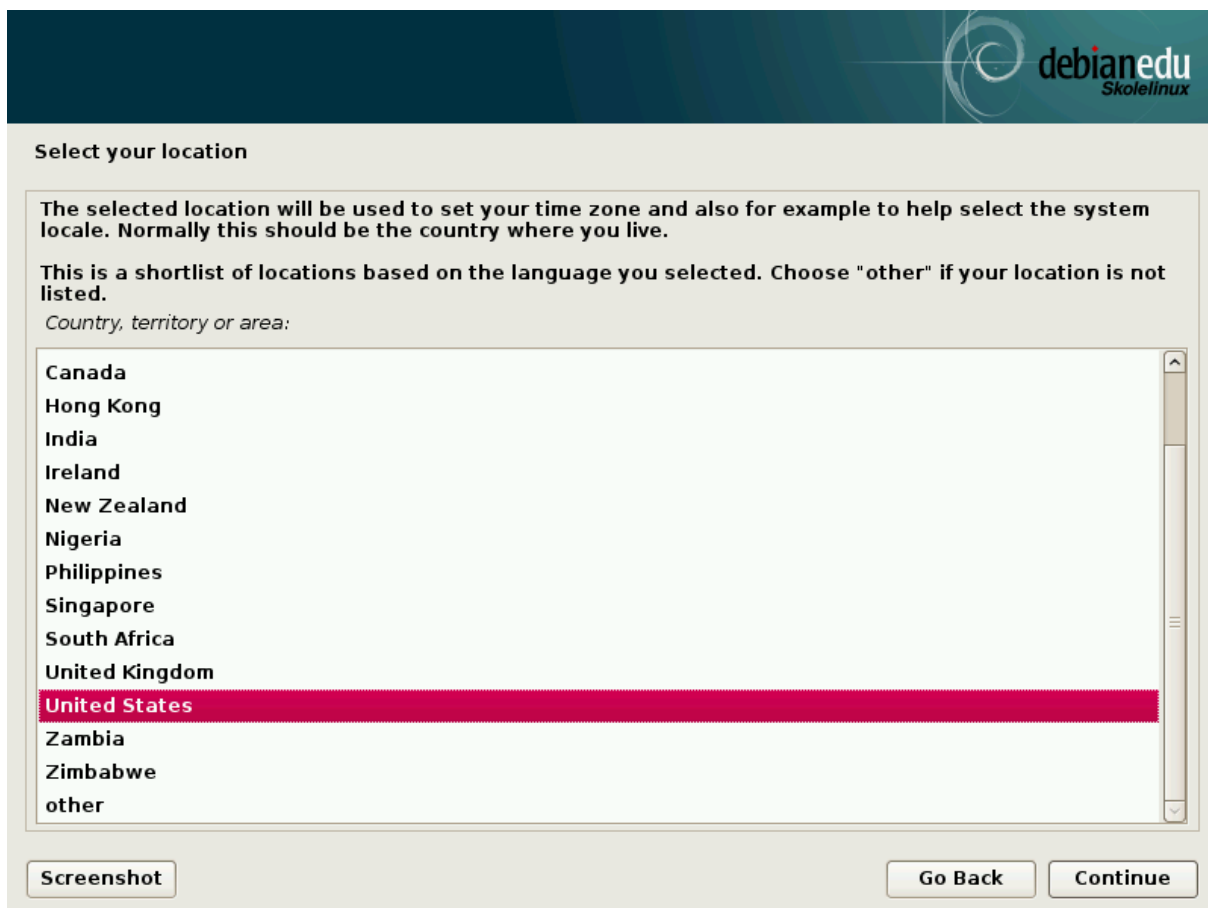 debianedu
Skolelinux
Select your location
The selected location will be used to set your time zone and also for example to help select the system
locale. Normally this should be the country where you live.
This is a shortlist of locations based on the language you selected. Choose "other" if your location is not
listed.
Country, territory or area:
Canada
Hong Kong
India
Ireland
New Zealand
Nigeria
Philippines
Singapore
South Africa
United Kingdom
United States
Zambia
Zimbabwe
other
Screenshot
Go Back
Continue